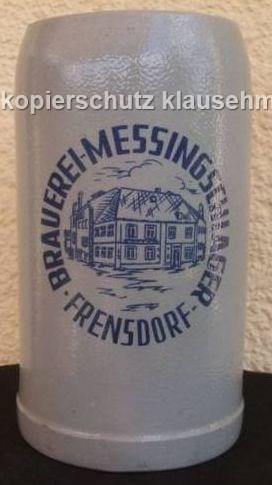 kopierschutz klausehm
BRAUEREI-MESSINGSCHLAGER
· FRENSDORF ·